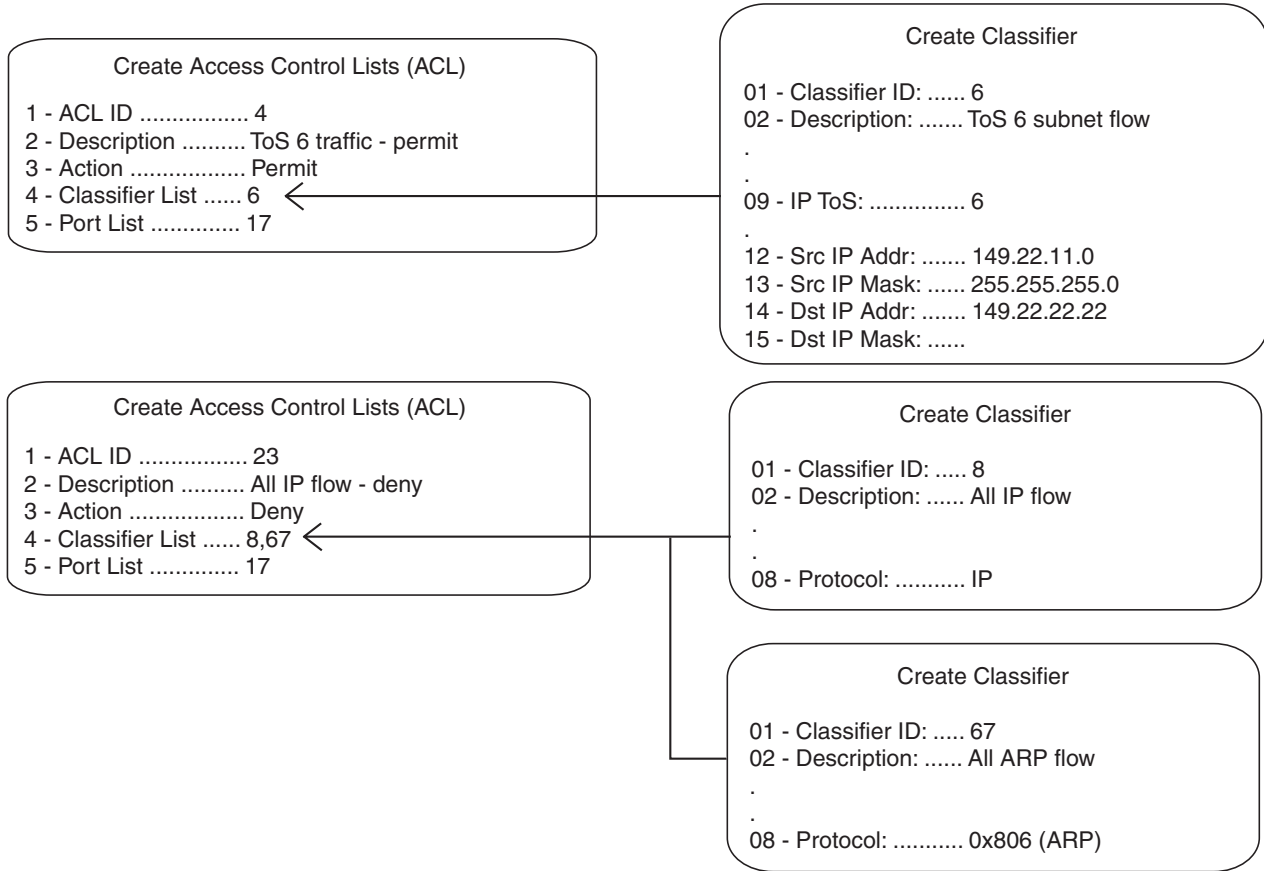 Create Access Control Lists (ACL)
1 - ACL ID ................. 4
2 - Description .......... ToS 6 traffic - permit
3 - Action ................... Permit
4 - Classifier List ...... 6
5 - Port List .............. 17
Create Classifier
01 - Classifier ID: ...... 6
02 - Description: ....... ToS 6 subnet flow
.
.
09 - IP ToS: ............... 6
.
12 - Src IP Addr: ....... 149.22.11.0
13 - Src IP Mask: ...... 255.255.255.0
14 - Dst IP Addr: ....... 149.22.22.22
15 - Dst IP Mask: ......
Create Access Control Lists (ACL)
1 - ACL ID ................. 23
2 - Description .......... All IP flow - deny
3 - Action ................... Deny
4 - Classifier List ...... 8,67
5 - Port List .............. 17
Create Classifier
01 - Classifier ID: ..... 8
02 - Description: ...... All IP flow
.
.
08 - Protocol: ........... IP
Create Classifier
01 - Classifier ID: ..... 67
02 - Description: ...... All ARP flow
.
.
08 - Protocol: ........... 0x806 (ARP)